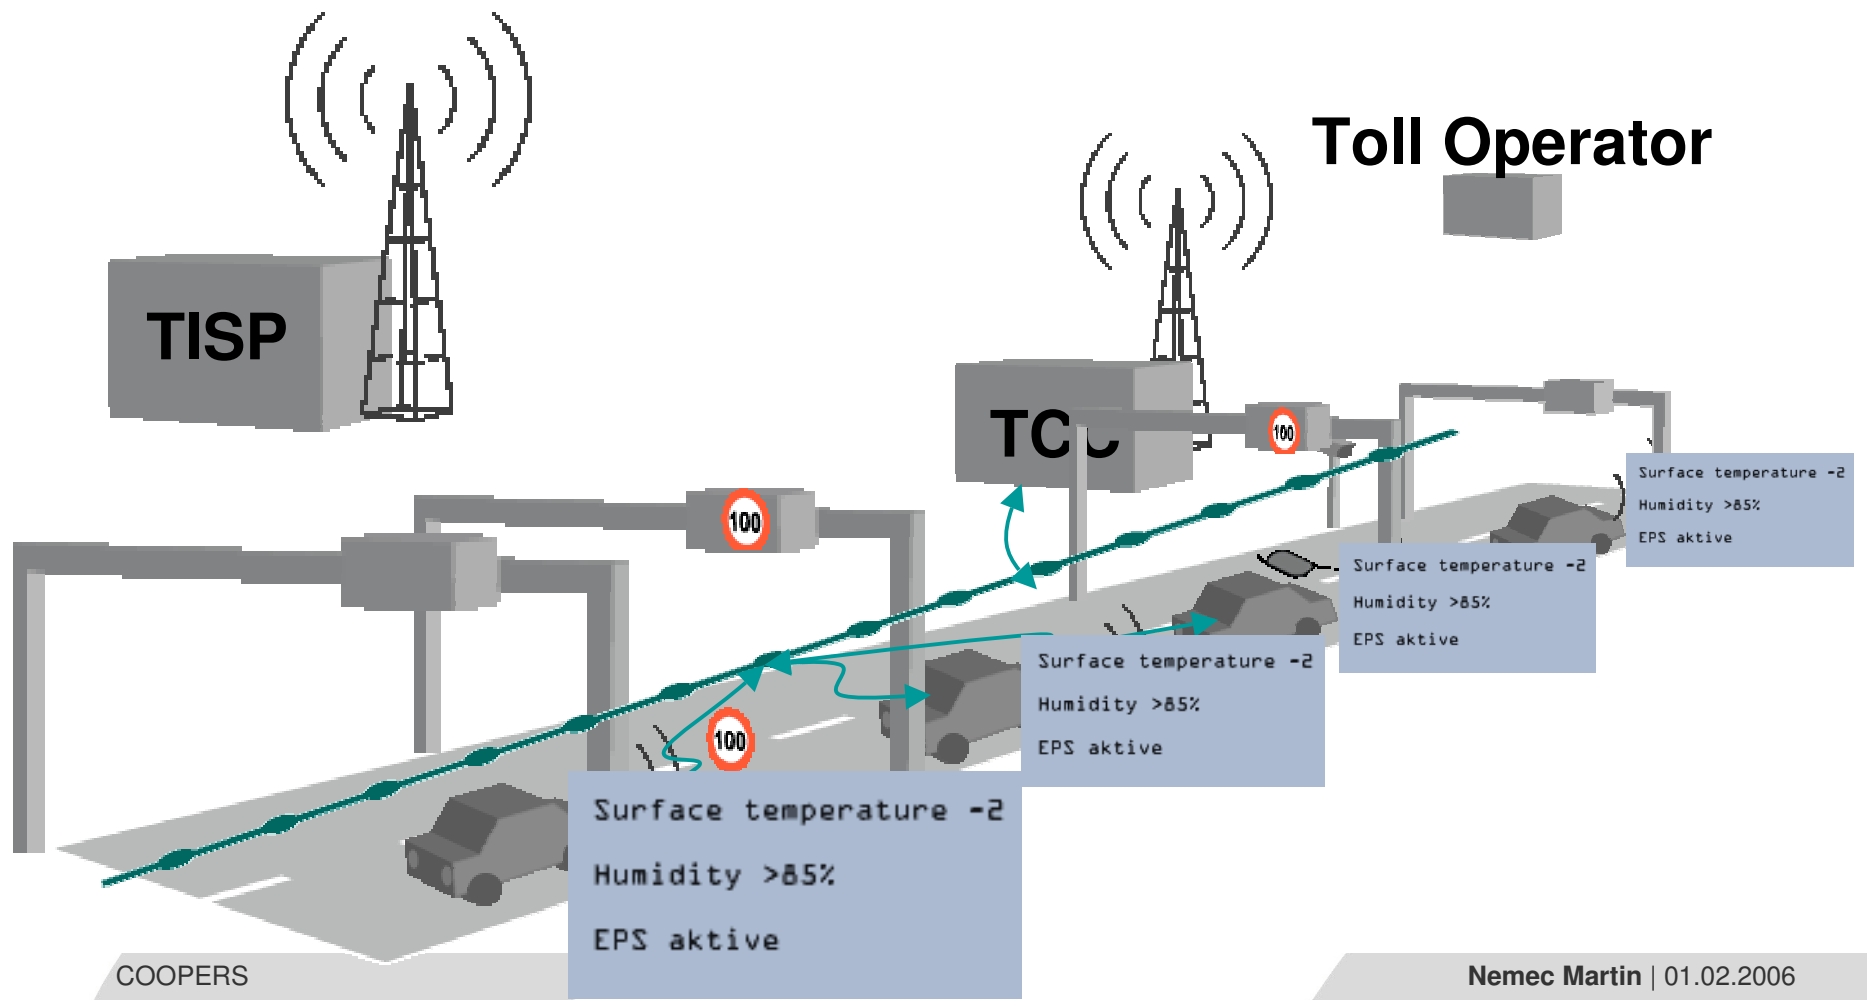 Toll Operator
TISP
TCC
100
100
100
Surface temperature -2
Humidity >85%
EPS aktive
Surface temperature -2
Humidity >85%
EPS aktive
Surface temperature -2
Humidity >85%
EPS aktive
Surface temperature -2
Humidity >85%
EPS aktive
COOPERS
Nemec Martin | 01.02.2006